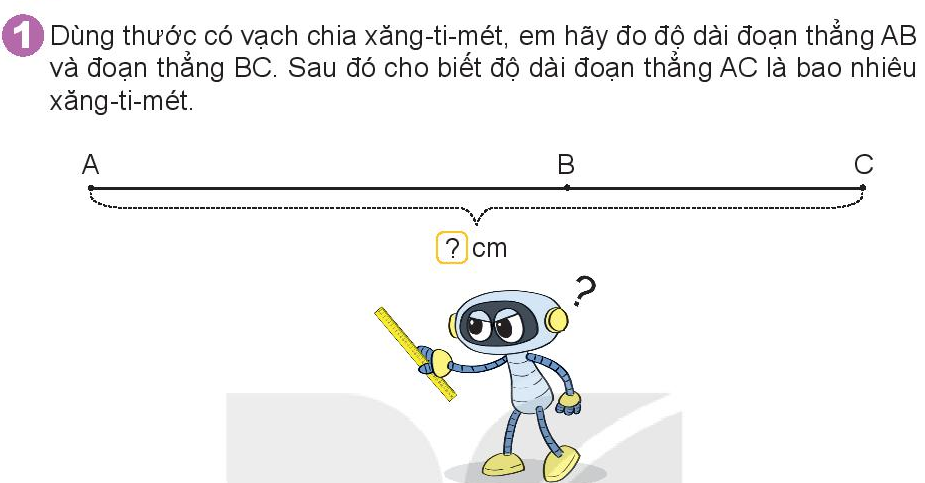 1 Dùng thước có vạch chia xăng-ti-mét, em hãy đo độ dài đoạn thẳng AB
và đoạn thẳng BC. Sau đó cho biết độ dài đoạn thẳng AC là bao nhiêu
xăng-ti-mét.
A B C
? cm
?